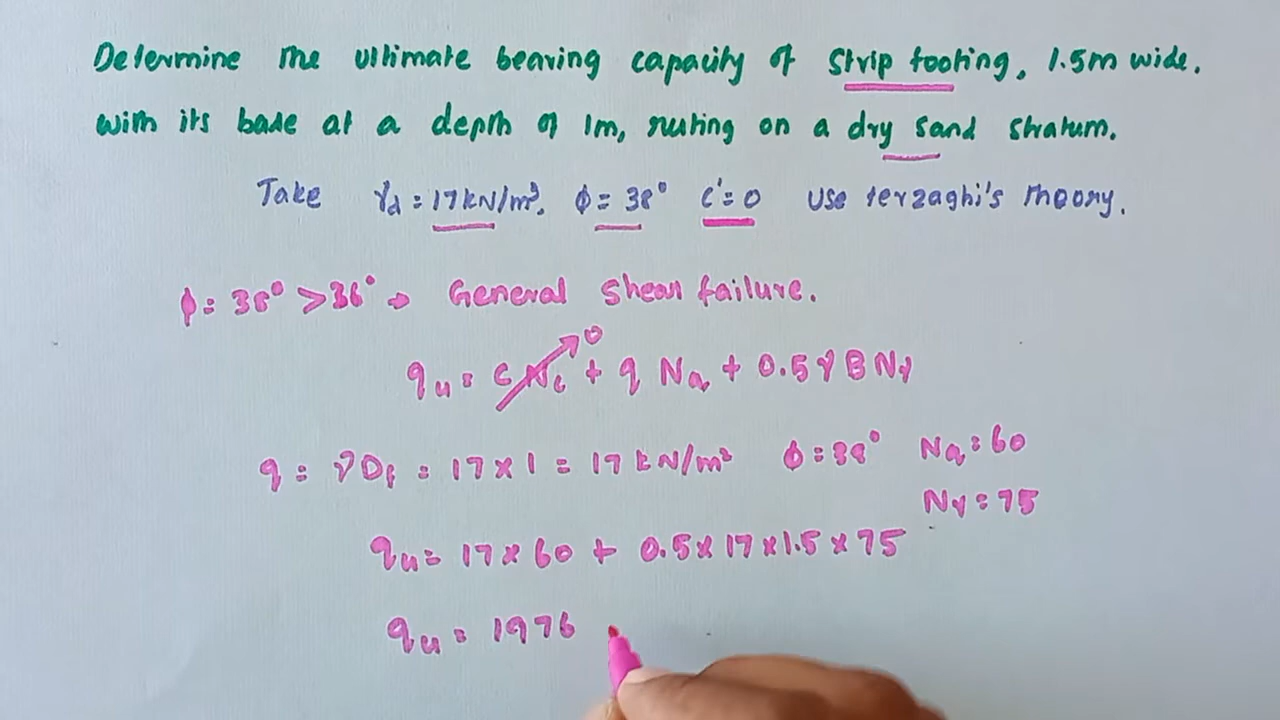 Determine the ultimate bearing capacity of strip footing, 1.5m wide,
with its base at a depth of 1m, resting on a dry sand stratum.
Take γd = 17kN/m³, φ = 38° c'=0 Use terzaghi's theory.
φ = 38° > 36° → General shear failure.
qu = c Nc + q Nq + 0.5 γ B Nγ
0
q = γDf = 17 × 1 = 17 kN/m² φ = 38° Nq = 60
Nγ = 75
qu = 17 × 60 + 0.5 × 17 × 1.5 × 75
qu = 1976